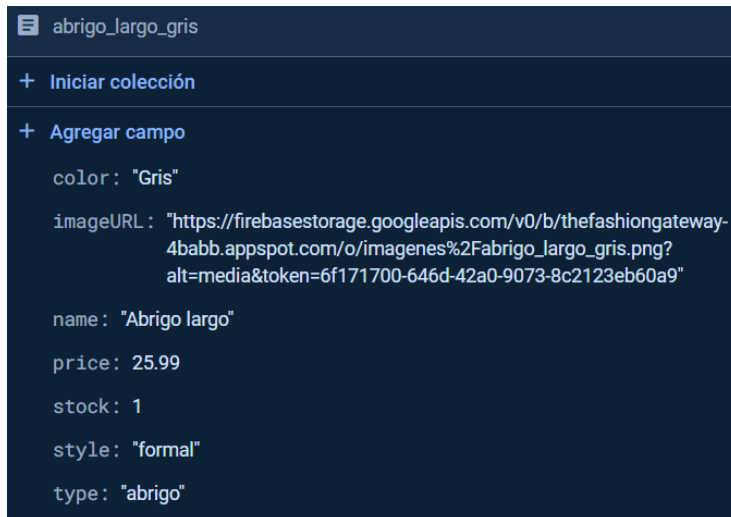 abrigo_largo_gris
+ Iniciar colección
+ Agregar campo
color: "Gris"
imageURL: "https://firebasestorage.googleapis.com/v0/b/thefashiongateway-
4babb.appspot.com/o/imagenes%2Fabrigo_largo_gris.png?
alt=media&token=6f171700-646d-42a0-9073-8c2123eb60a9"
name: "Abrigo largo"
price: 25.99
stock: 1
style: "formal"
type: "abrigo"